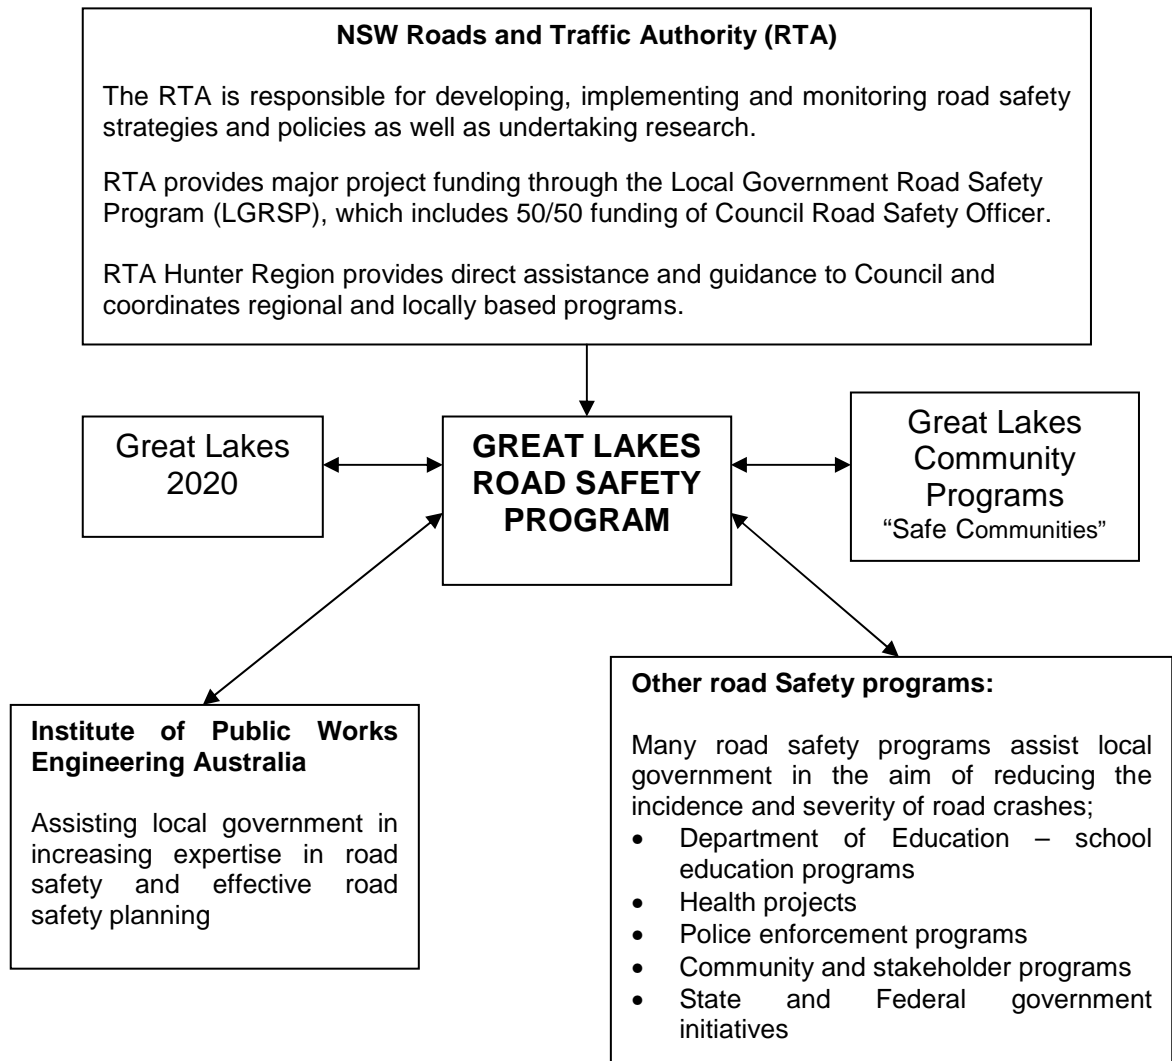 NSW Roads and Traffic Authority (RTA)
The RTA is responsible for developing, implementing and monitoring road safety
strategies and policies as well as undertaking research.
RTA provides major project funding through the Local Government Road Safety
Program (LGRSP), which includes 50/50 funding of Council Road Safety Officer.
RTA Hunter Region provides direct assistance and guidance to Council and
coordinates regional and locally based programs.
Great Lakes
2020
GREAT LAKES
ROAD SAFETY
PROGRAM
Great Lakes
Community
Programs
“Safe Communities”
Institute of Public Works
Engineering Australia
Assisting local government in
increasing expertise in road
safety and effective road
safety planning
Other road Safety programs:
Many road safety programs assist local
government in the aim of reducing the
incidence and severity of road crashes;
• Department of Education – school
education programs
• Health projects
• Police enforcement programs
• Community and stakeholder programs
• State and Federal government
initiatives